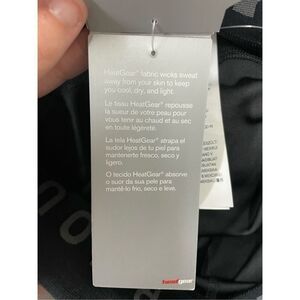 HeatGear® fabric wicks sweat
away from your skin to keep
you cool, dry, and light.
Le tissu HeatGear® repousse
la sueur de votre peau pour
vous tenir au chaud et au sec
en toute légèreté.
La tela HeatGear® atrapa el
sudor lejos de tu piel para
mantenerte fresco, seco y
ligero.
O tecido HeatGear® absorve
o suor da sua pele para
mantê-lo frio, seco e leve.
heatgear